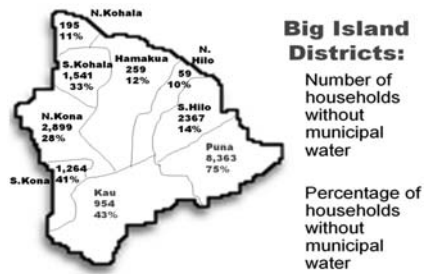 N.Kohala
195
11%
S.Kohala
1,541
33%
Hamakua
259
12%
N.
Hilo
59
10%
N.Kona
2,899
28%
S.Hilo
2367
14%
Puna
8,363
75%
S.Kona
1,264
41%
Kau
954
43%
Big Island
Districts:
Number of
households
without
municipal
water
Percentage of
households
without
municipal
water